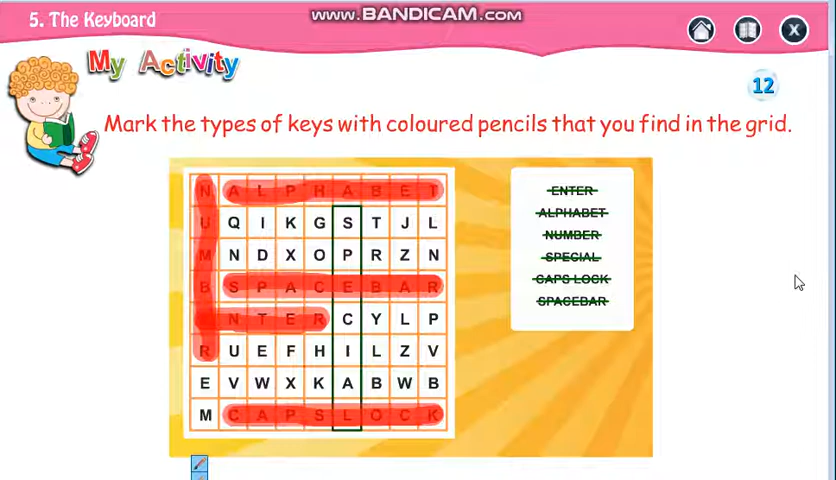 www.BANDICAM.com
5. The Keyboard
X
My Activity
12
Mark the types of keys with coloured pencils that you find in the grid.
N A L P H A B E T
U Q I K G S T J L
M N D X O P R Z N
B S P A C E B A R
E N T E R C Y L P
R U E F H I L Z V
E V W X K A B W B
M C A P S L O C K
ENTER
ALPHABET
NUMBER
SPECIAL
CAPS LOCK
SPACEBAR